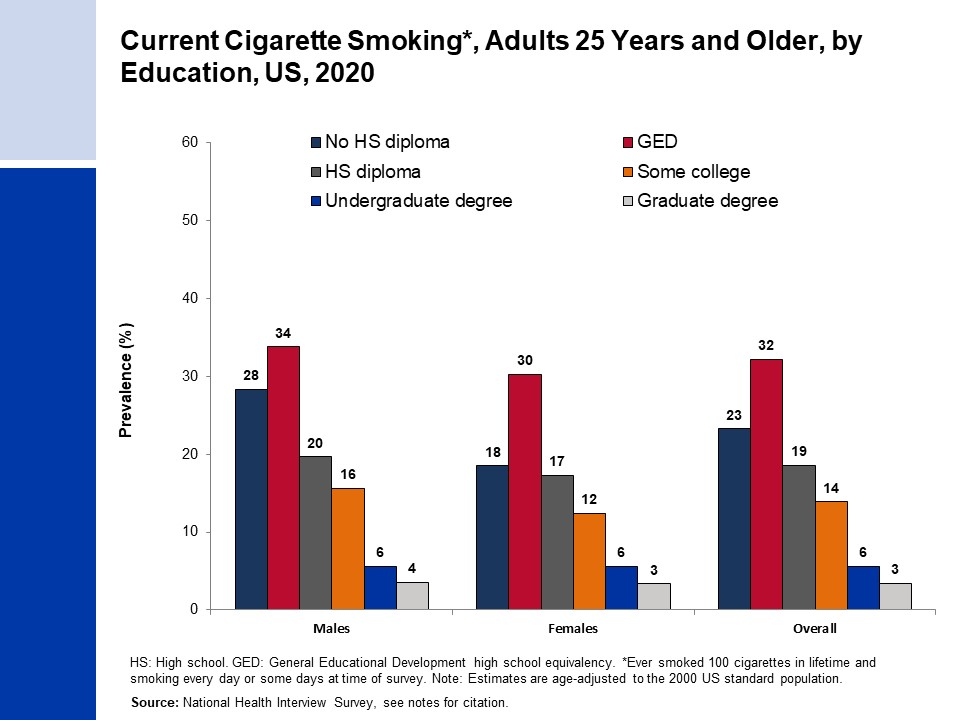 Current Cigarette Smoking*, Adults 25 Years and Older, by
Education, US, 2020
No HS diploma
GED
HS diploma
Some college
Undergraduate degree
Graduate degree
Prevalence (%)
60
50
40
30
20
10
0
28
34
20
16
6
4
18
30
17
12
6
3
23
32
19
14
6
3
Males
Females
Overall
HS: High school. GED: General Educational Development high school equivalency. *Ever smoked 100 cigarettes in lifetime and
smoking every day or some days at time of survey. Note: Estimates are age-adjusted to the 2000 US standard population.
Source: National Health Interview Survey, see notes for citation.